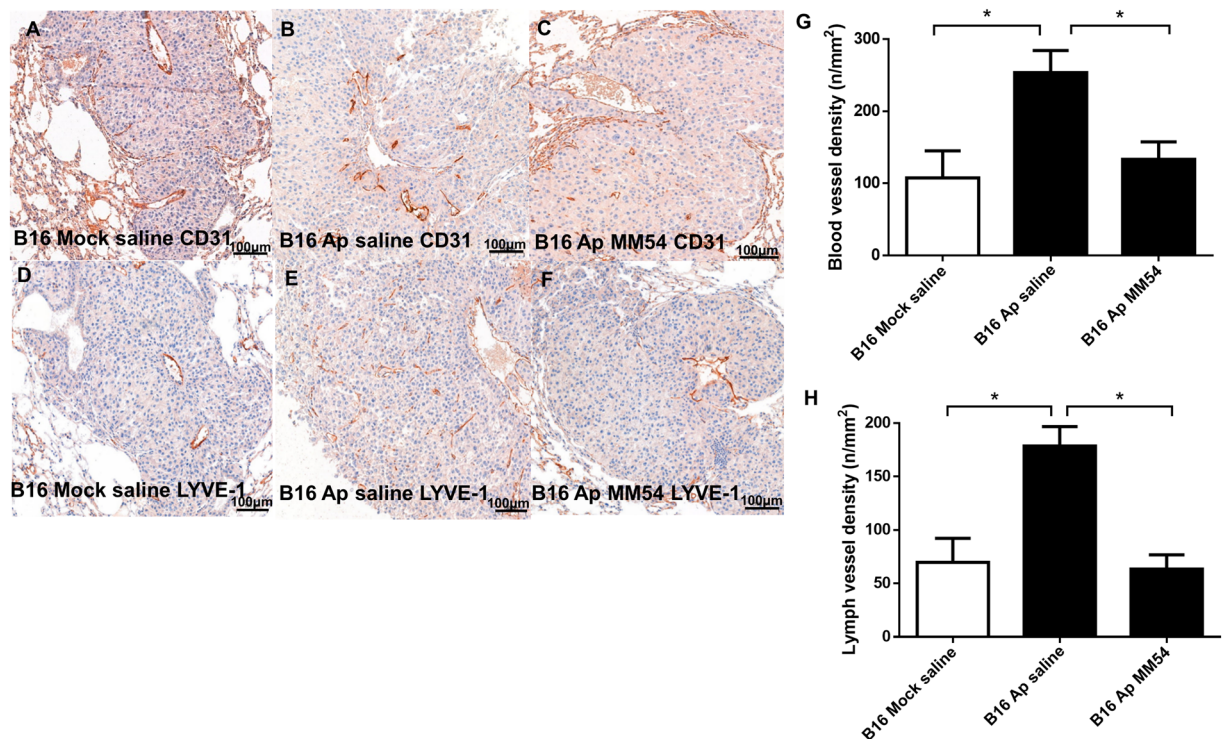 A
B16 Mock saline CD31
100µm
B
B16 Ap saline CD31
100µm
C
B16 Ap MM54 CD31
100µm
D
B16 Mock saline LYVE-1
100µm
E
B16 Ap saline LYVE-1
100µm
F
B16 Ap MM54 LYVE-1
100µm
G
* *
Blood vessel density (n/mm²)
300
200
100
0
B16 Mock saline
B16 Ap saline
B16 Ap MM54
H
* *
Lymph vessel density (n/mm²)
200
150
100
50
0
B16 Mock saline
B16 Ap saline
B16 Ap MM54